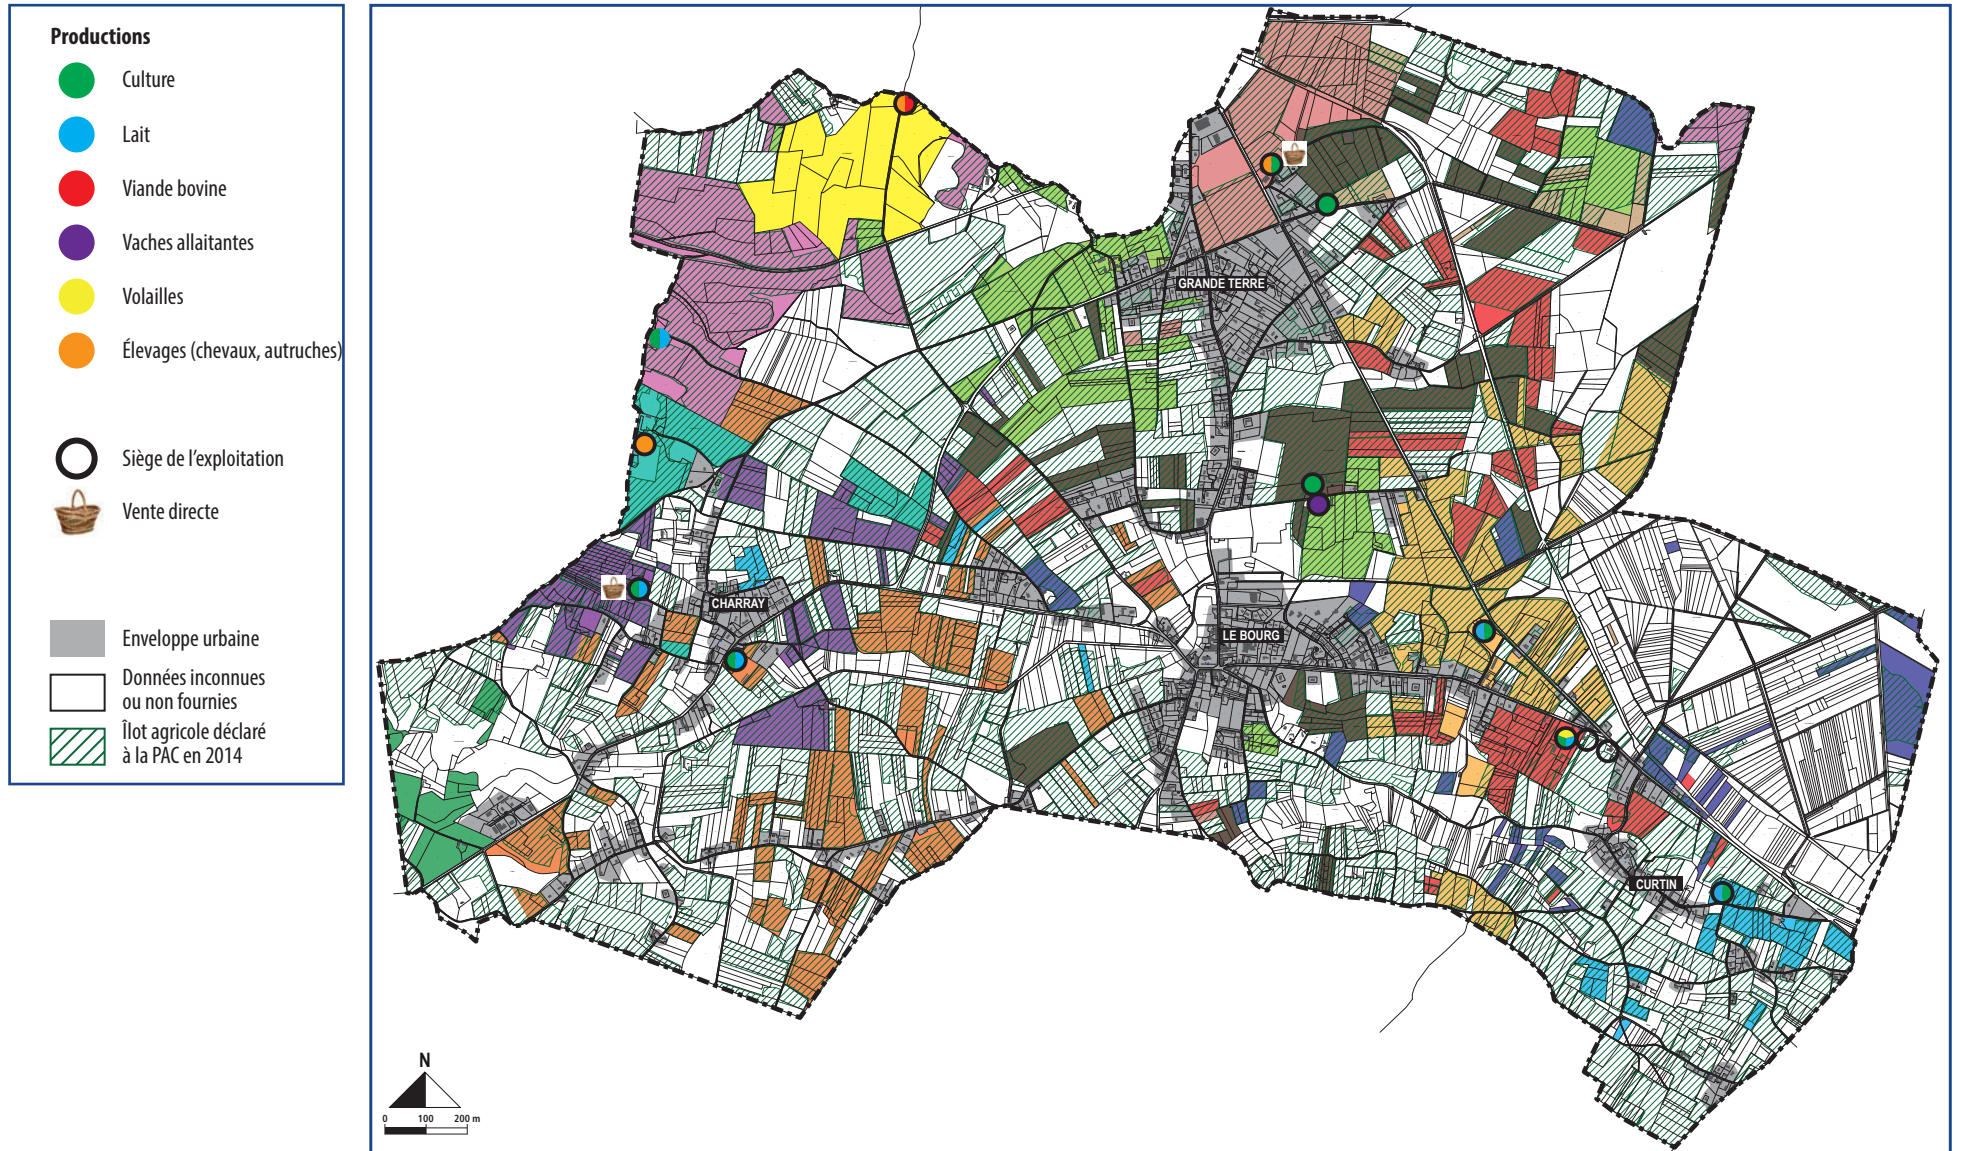 Productions
Culture
Lait
Viande bovine
Vaches allaitantes
Volailles
Élevages (chevaux, autruches)
Siège de l'exploitation
Vente directe
Enveloppe urbaine
Données inconnues
ou non fournies
Îlot agricole déclaré
à la PAC en 2014
GRANDE TERRE
CHARRAY
LE BOURG
CURTIN
N
0 100 200 m